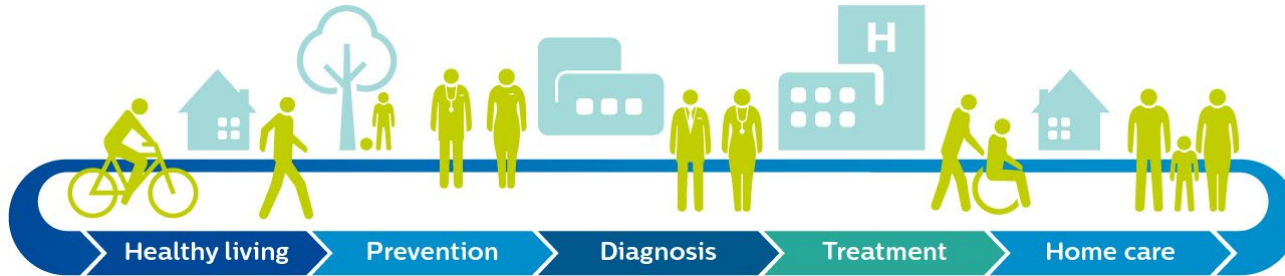 H
Healthy living
Prevention
Diagnosis
Treatment
Home care